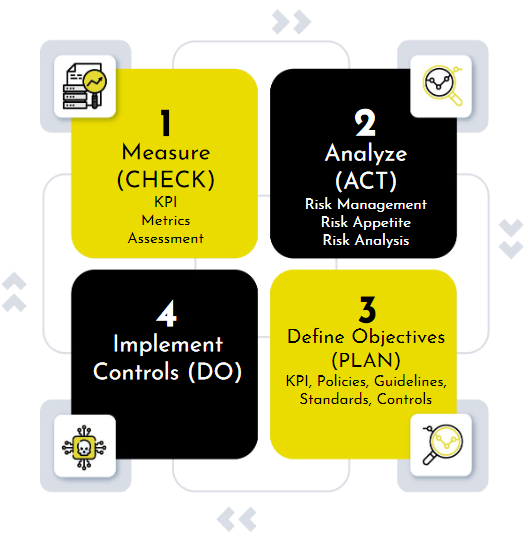 1
Measure
(CHECK)
KPI
Metrics
Assessment
2
Analyze
(ACT)
Risk Management
Risk Appetite
Risk Analysis
4
Implement
Controls (DO)
3
Define Objectives
(PLAN)
KPI, Policies, Guidelines,
Standards, Controls